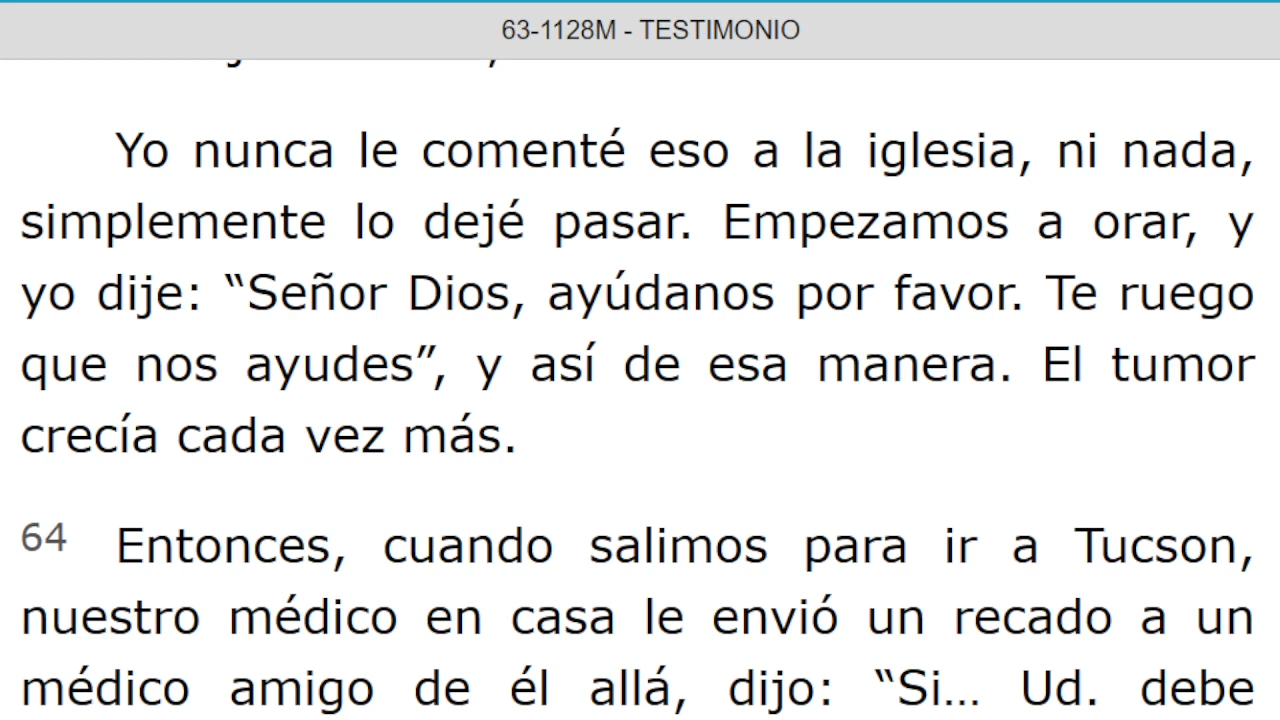 63-1128M - TESTIMONIO
Yo nunca le comenté eso a la iglesia, ni nada,
simplemente lo dejé pasar. Empezamos a orar, y
yo dije: “Señor Dios, ayúdanos por favor. Te ruego
que nos ayudes”, y así de esa manera. El tumor
crecía cada vez más.
64 Entonces, cuando salimos para ir a Tucson,
nuestro médico en casa le envió un recado a un
médico amigo de él allá, dijo: “Si… Ud. debe